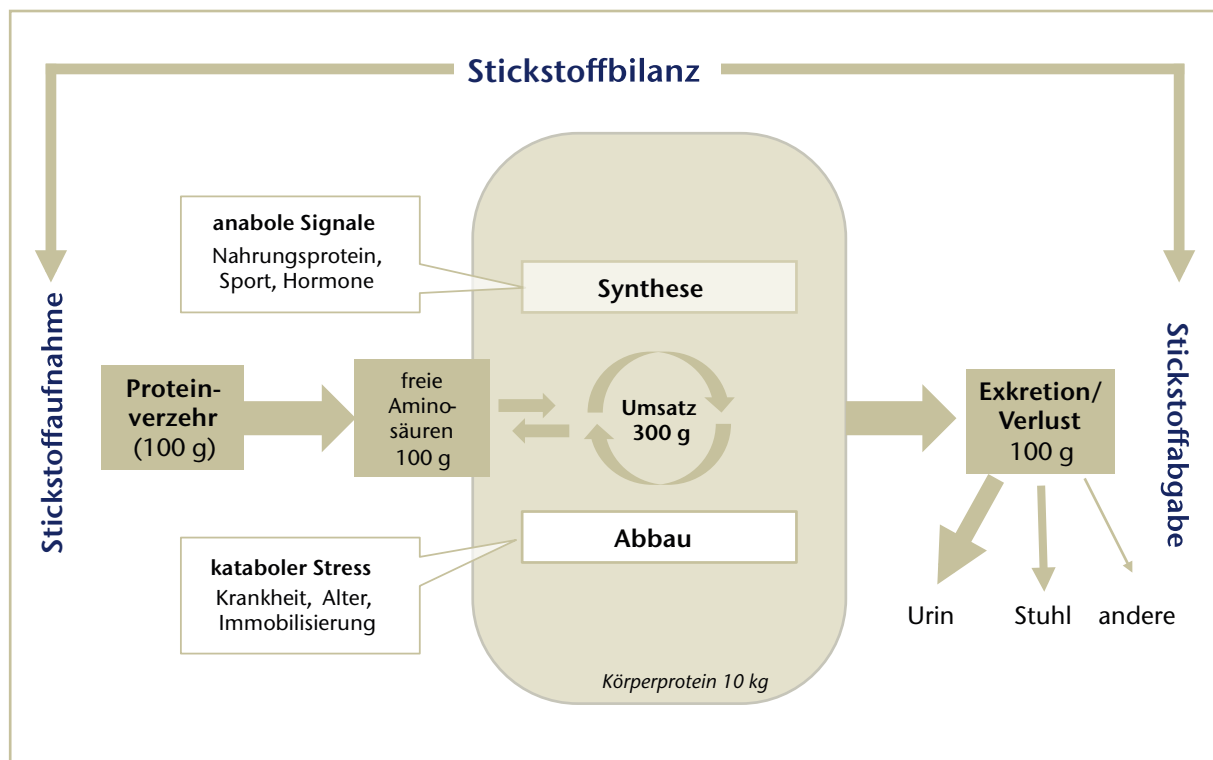 Stickstoffbilanz
Stickstoffaufnahme
anabole Signale
Nahrungsprotein,
Sport, Hormone
Synthese
Protein-
verzehr
(100 g)
freie
Amino-
säuren
100 g
Umsatz
300 g
Exkretion/
Verlust
100 g
Stickstoffabgabe
kataboler Stress
Krankheit, Alter,
Immobilisierung
Abbau
Urin
Stuhl
andere
Körperprotein 10 kg